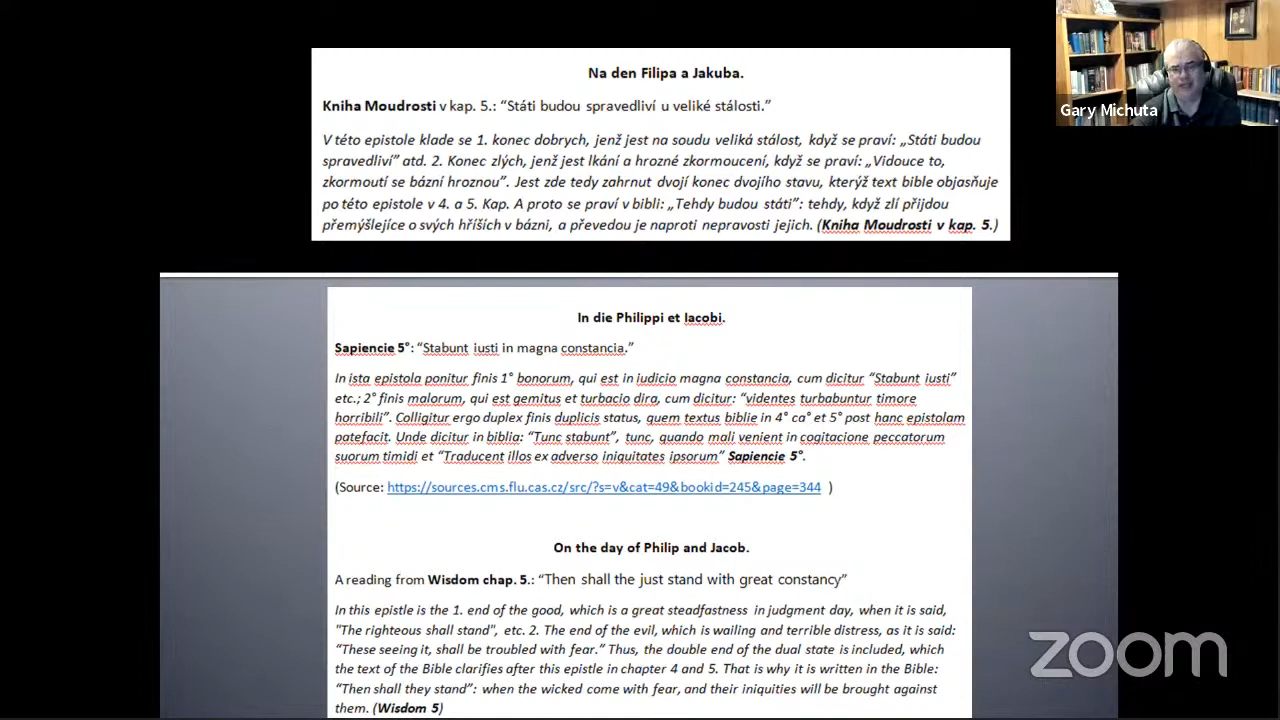 Na den Filipa a Jakuba.
Kniha Moudrosti v kap. 5.: “Státi budou spravedliví u veliké stálosti.”
V této epistole klade se 1. konec dobrych, jenž jest na soudu veliká stálost, když se praví: „Státi budou
spravedliví” atd. 2. Konec zlých, jenž jest lkání a hrozné zkormoucení, když se praví: „Vidouce to,
zkormoutí se bázní hroznou”. Jest zde tedy zahrnut dvojí konec dvojího stavu, kterýž text bible objasňuje
po této epistole v 4. a 5. Kap. A proto se praví v bibli: „Tehdy budou státi”: tehdy, když zlí přijdou
přemýšlejíce o svých hříších v bázni, a převedou je naproti nepravosti jejich. (Kniha Moudrosti v kap. 5.)
Gary Michuta
In die Philippi et Iacobi.
Sapiencie 5°: “Stabunt iusti in magna constancia.”
In ista epistola ponitur finis 1° bonorum, qui est in iudicio magna constancia, cum dicitur “Stabunt iusti”
etc.; 2° finis malorum, qui est gemitus et turbacio dira, cum dicitur: “videntes turbabuntur timore
horribili”. Colligitur ergo duplex finis duplicis status, quem textus biblie in 4° ca° et 5° post hanc epistolam
patefacit. Unde dicitur in biblia: “Tunc stabunt”, tunc, quando mali venient in cogitacione peccatorum
suorum timidi et “Traducent illos ex adverso iniquitates ipsorum” Sapiencie 5°.
(Source: https://sources.cms.flu.cas.cz/src/?s=v&cat=49&bookid=245&page=344 )
On the day of Philip and Jacob.
A reading from Wisdom chap. 5.: “Then shall the just stand with great constancy”
In this epistle is the 1. end of the good, which is a great steadfastness in judgment day, when it is said,
"The righteous shall stand", etc. 2. The end of the evil, which is wailing and terrible distress, as it is said:
“These seeing it, shall be troubled with fear.” Thus, the double end of the dual state is included, which
the text of the Bible clarifies after this epistle in chapter 4 and 5. That is why it is written in the Bible:
“Then shall they stand”: when the wicked come with fear, and their iniquities will be brought against
them. (Wisdom 5)
zoom